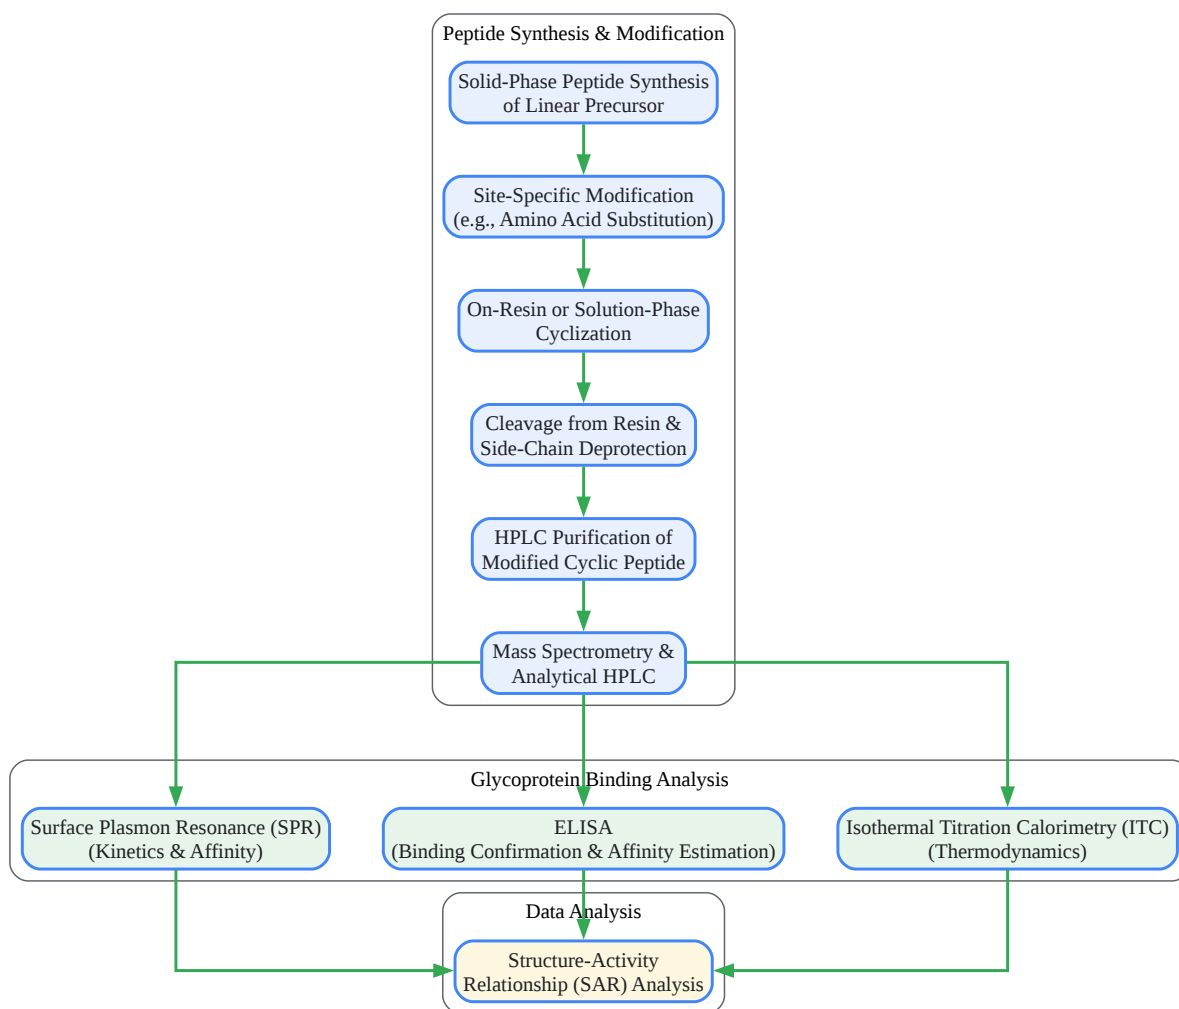 Peptide Synthesis & Modification
Solid-Phase Peptide Synthesis
of Linear Precursor
Site-Specific Modification
(e.g., Amino Acid Substitution)
On-Resin or Solution-Phase
Cyclization
Cleavage from Resin &
Side-Chain Deprotection
HPLC Purification of
Modified Cyclic Peptide
Mass Spectrometry &
Analytical HPLC
Glycoprotein Binding Analysis
Surface Plasmon Resonance (SPR)
(Kinetics & Affinity)
ELISA
(Binding Confirmation & Affinity Estimation)
Isothermal Titration Calorimetry (ITC)
(Thermodynamics)
Data Analysis
Structure-Activity
Relationship (SAR) Analysis